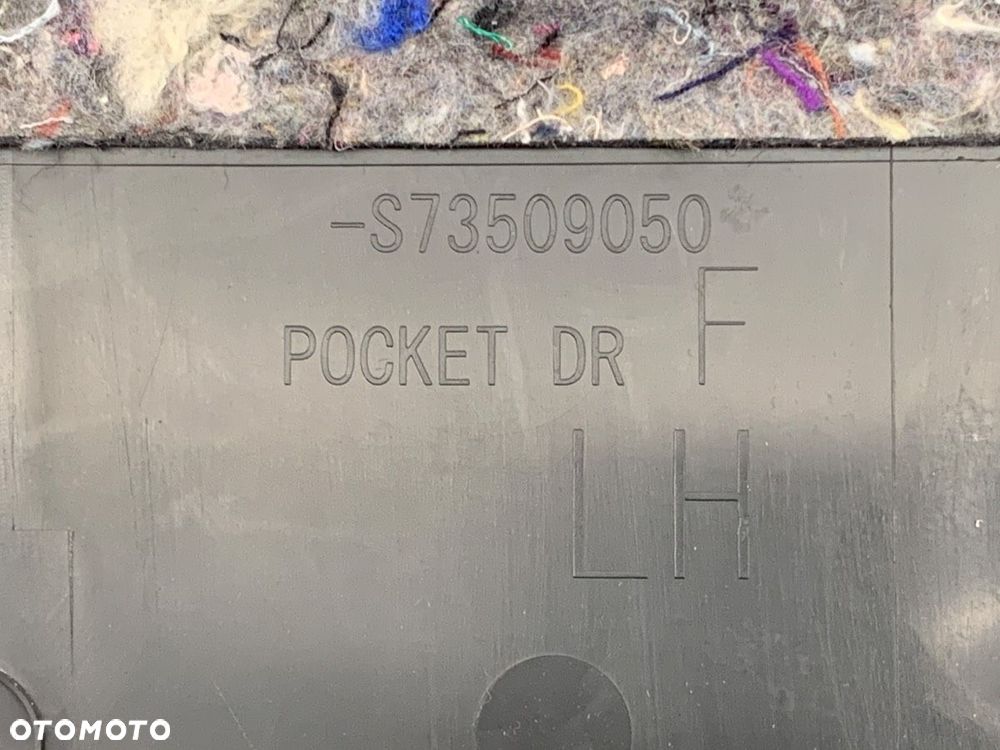 -S73509050
POCKET DR F
LH
OTOMOTO